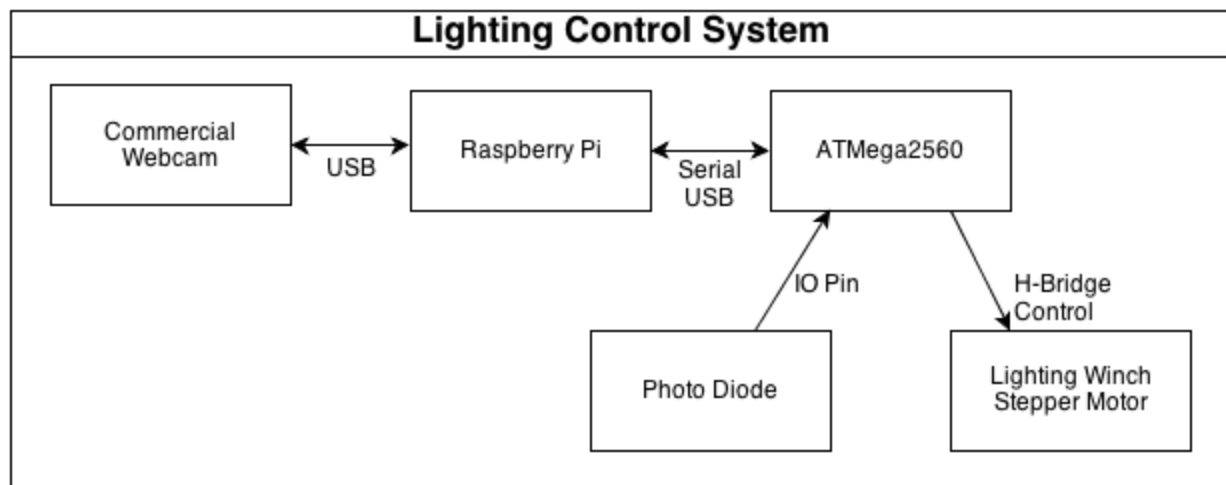 Lighting Control System
Commercial
Webcam
USB
Raspberry Pi
Serial
USB
ATMega2560
IO Pin
H-Bridge
Control
Photo Diode
Lighting Winch
Stepper Motor